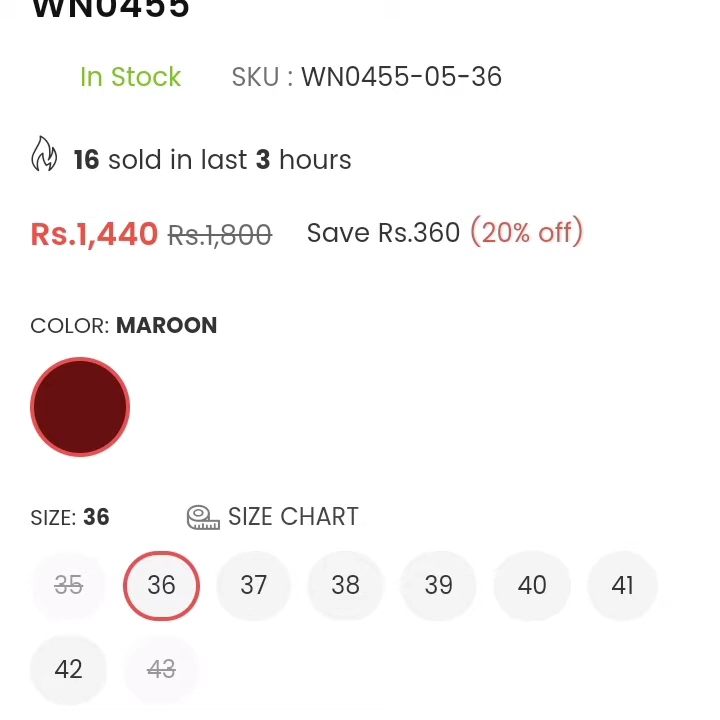 WN0455
In Stock SKU : WN0455-05-36
16 sold in last 3 hours
Rs.1,440 Rs.1,800 Save Rs.360 (20% off)
COLOR: MAROON
SIZE: 36 SIZE CHART
35 36 37 38 39 40 41
42 43